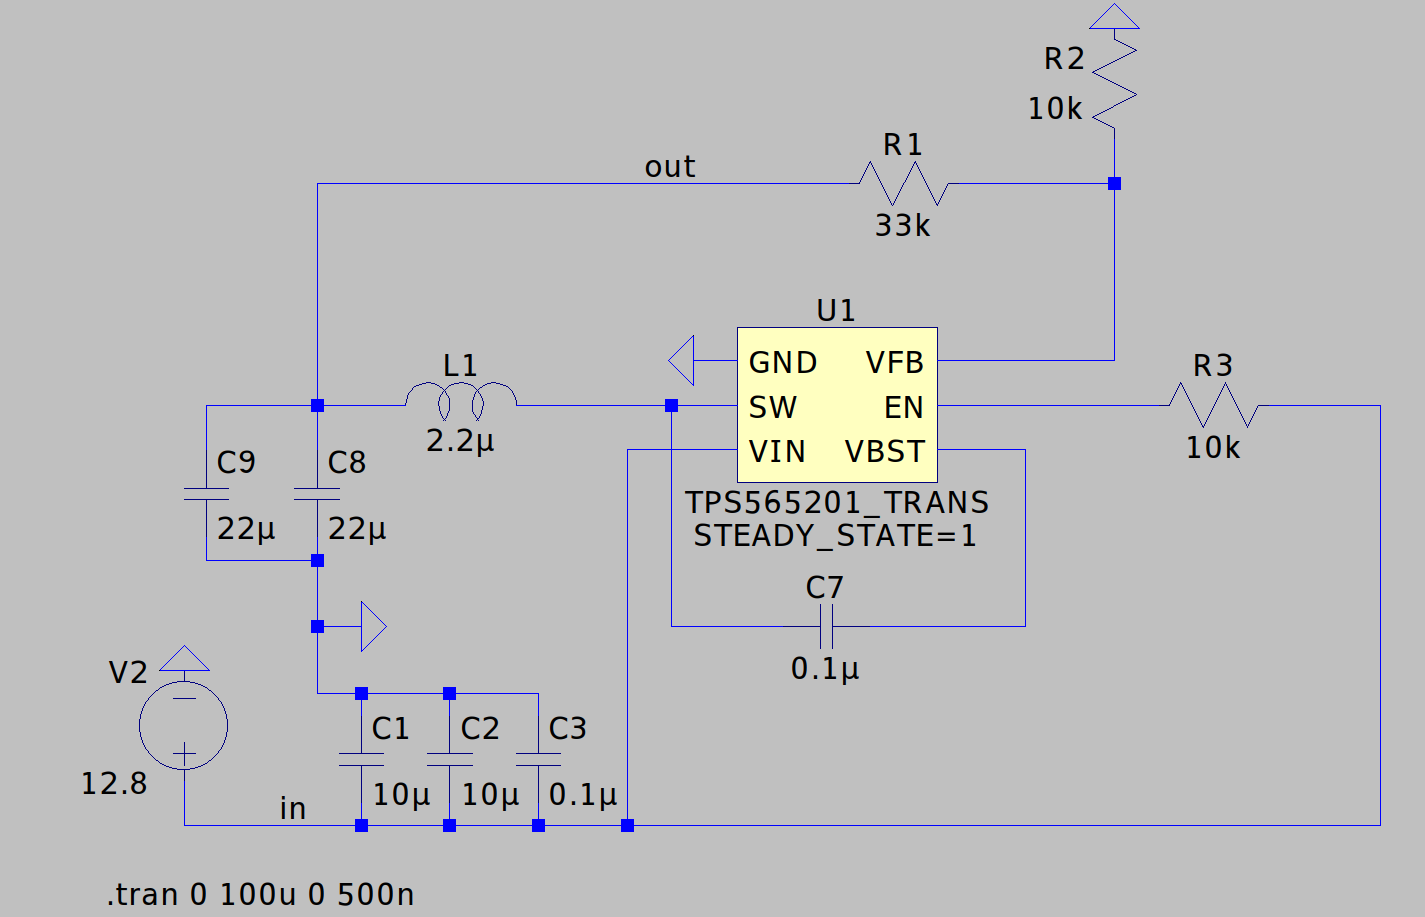 R2
10k
R1
out
33k
U1
GND VFB
L1
R3
SW EN
2.2µ
10k
VIN VBST
C9 C8
TPS565201_TRANS
22µ 22µ
STEADY_STATE=1
C7
0.1µ
V2
C1 C2 C3
12.8
10µ 10µ 0.1µ
in
.tran 0 100u 0 500n